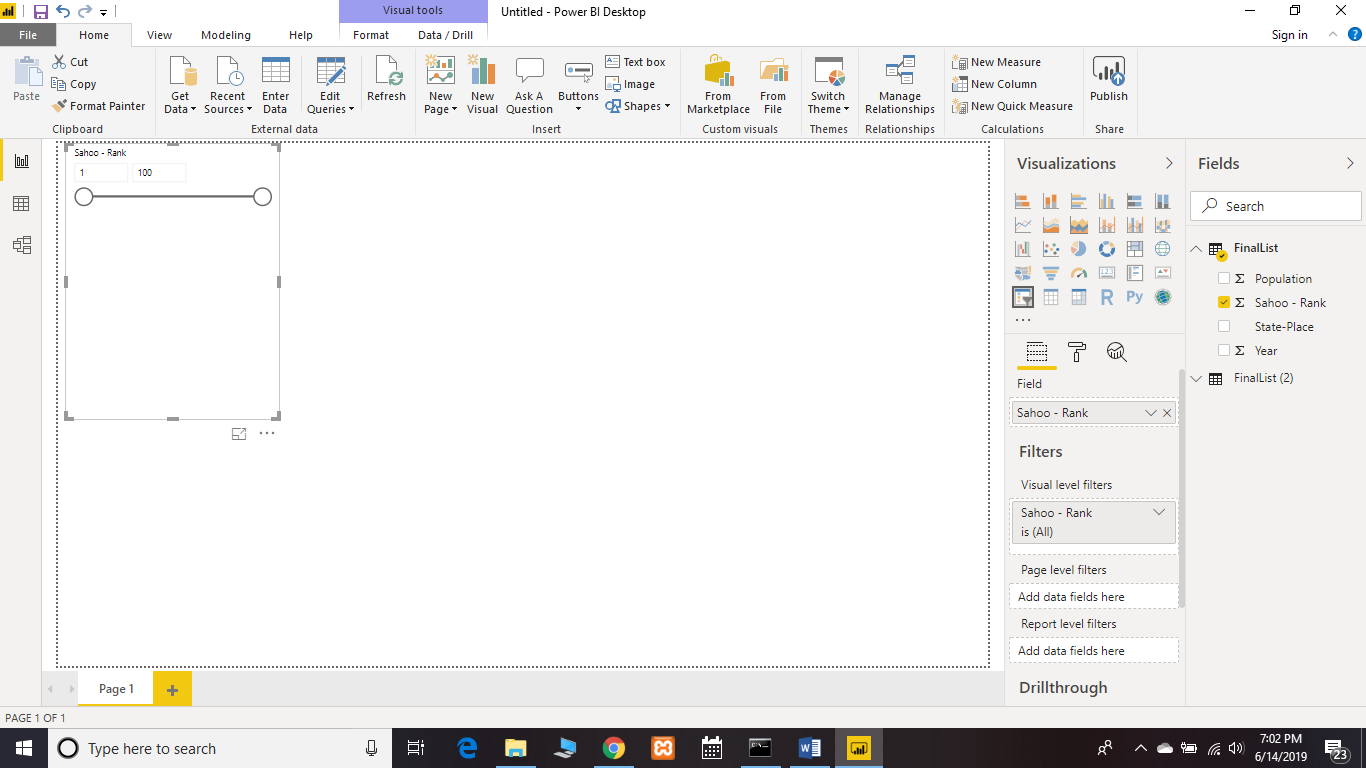 Visual tools
Untitled - Power BI Desktop
File Home View Modeling Help Format Data / Drill Sign in
Paste
Cut
Copy
Format Painter
Clipboard
Get Data
Recent Sources
Enter Data
Edit Queries
Refresh
External data
New Page
New Visual
Ask A Question
Buttons
Text box
Image
Shapes
Insert
From Marketplace
From File
Custom visuals
Switch Theme
Themes
Manage Relationships
Relationships
New Measure
New Column
New Quick Measure
Calculations
Publish
Share
Sahoo - Rank
1 100
Visualizations
R Py
Field
Sahoo - Rank
Filters
Visual level filters
Sahoo - Rank
is (All)
Page level filters
Add data fields here
Report level filters
Add data fields here
Drillthrough
Fields
Search
FinalList
Σ Population
Σ Sahoo - Rank
State-Place
Σ Year
FinalList (2)
Page 1
PAGE 1 OF 1
Type here to search
7:02 PM
6/14/2019
23